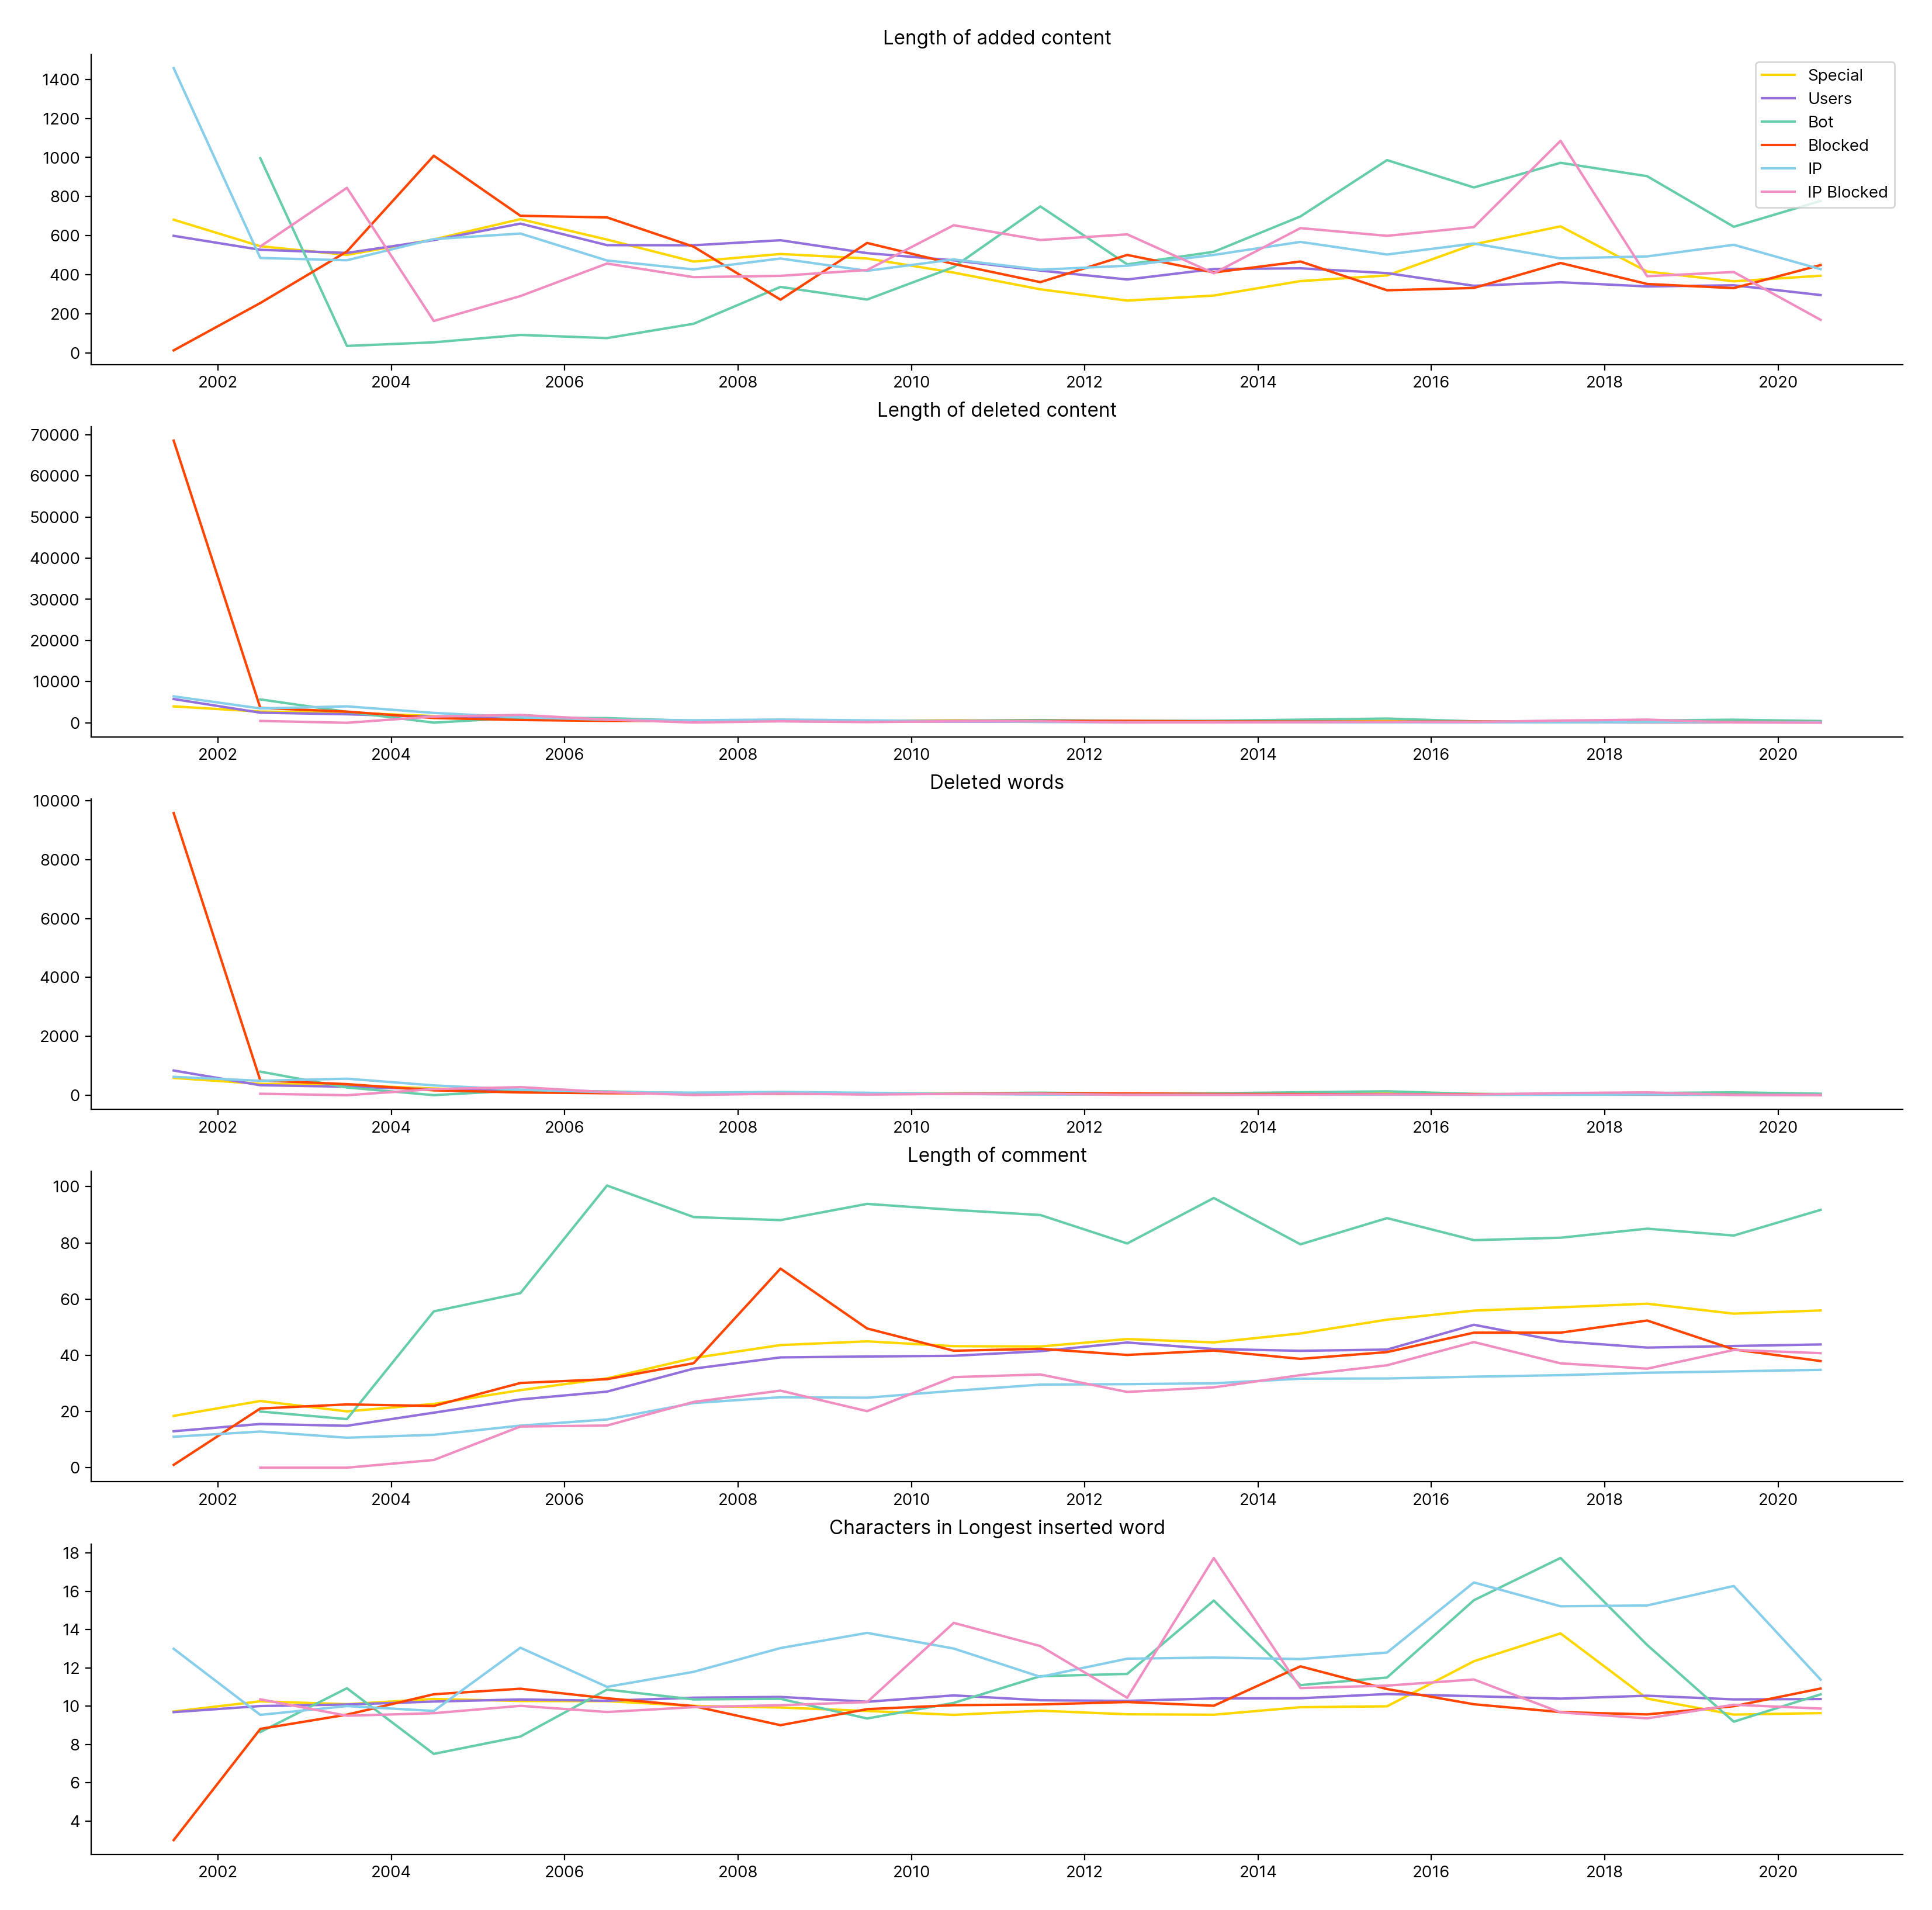 Length of added content
1400
1200
1000
800
600
400
200
0
Special
Users
Bot
Blocked
IP
IP Blocked
2002 2004 2006 2008 2010 2012 2014 2016 2018 2020
Length of deleted content
70000
60000
50000
40000
30000
20000
10000
0
2002 2004 2006 2008 2010 2012 2014 2016 2018 2020
Deleted words
10000
8000
6000
4000
2000
0
2002 2004 2006 2008 2010 2012 2014 2016 2018 2020
Length of comment
100
80
60
40
20
0
2002 2004 2006 2008 2010 2012 2014 2016 2018 2020
Characters in Longest inserted word
18
16
14
12
10
8
6
4
2002 2004 2006 2008 2010 2012 2014 2016 2018 2020